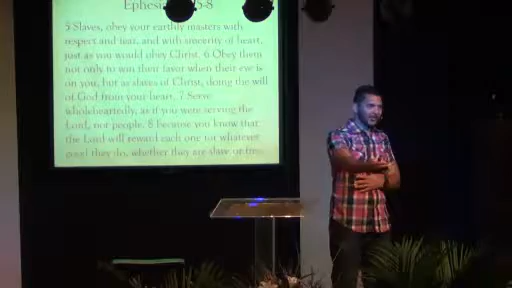 Ephesi 5-8
5 Slaves, obey your earthly masters with
respect and fear, and with sincerity of heart,
just as you would obey Christ. 6 Obey them
not only to win their favor when their eye is
on you, but as slaves of Christ, doing the will
of God from your heart. 7 Serve
wholeheartedly, as if you were serving the
Lord, not people, 8 because you know that
the Lord will reward each one for whatever
good they do, whether they are slave or free.